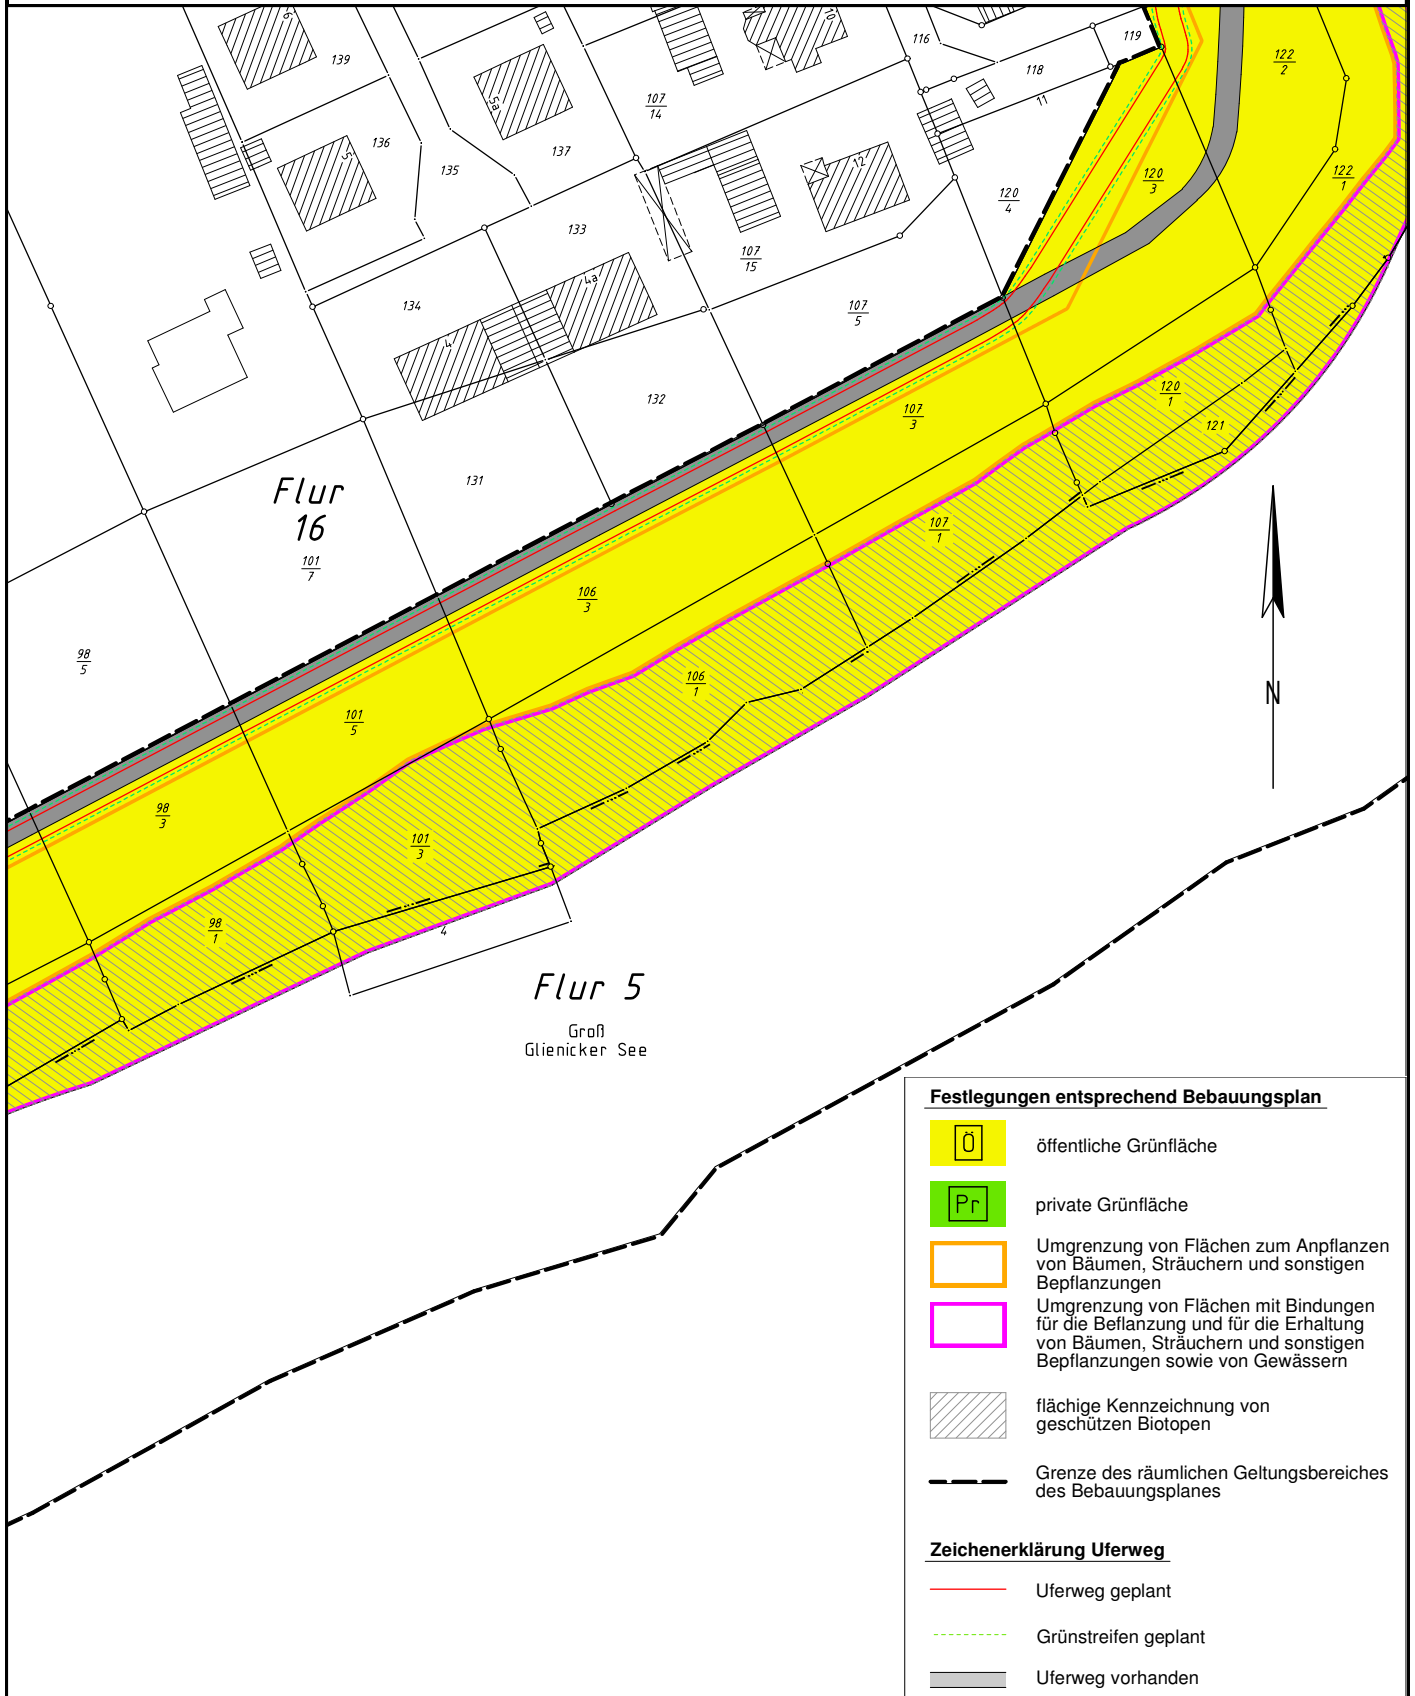 6
139
5a
10
116
119
118
11
122
2
107
14
136
137
5
135
12
120
3
122
1
120
4
133
107
15
4a
134
107
5
4
120
1
132
107
3
121
131
Flur
16
101
7
107
1
106
3
98
5
106
1
N
101
5
98
3
101
3
98
1
4
Flur 5
Groß
Glienicker See
Festlegungen entsprechend Bebauungsplan
Ö
öffentliche Grünfläche
Pr
private Grünfläche
Umgrenzung von Flächen zum Anpflanzen
von Bäumen, Sträuchern und sonstigen
Bepflanzungen
Umgrenzung von Flächen mit Bindungen
für die Beflanzung und für die Erhaltung
von Bäumen, Sträuchern und sonstigen
Bepflanzungen sowie von Gewässern
flächige Kennzeichnung von
geschützen Biotopen
Grenze des räumlichen Geltungsbereiches
des Bebauungsplanes
Zeichenerklärung Uferweg
Uferweg geplant
Grünstreifen geplant
Uferweg vorhanden